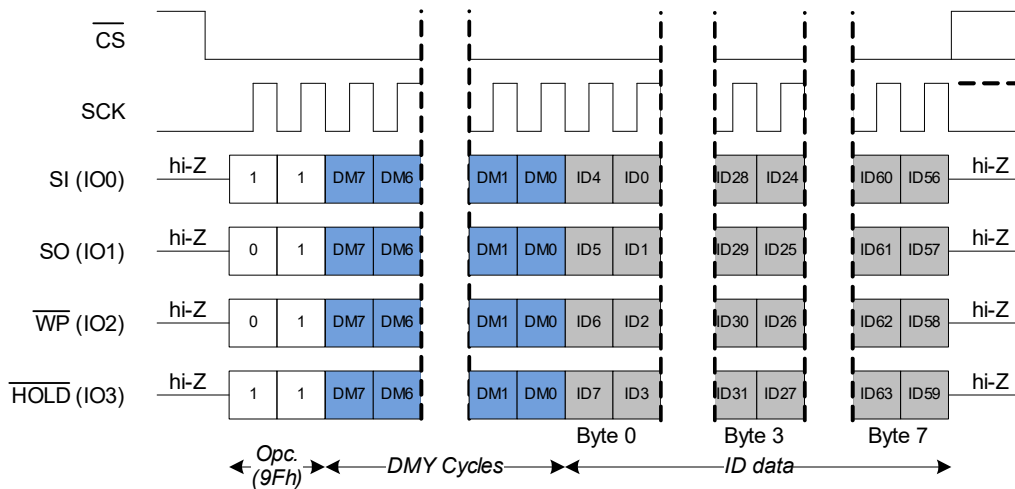 CS
SCK
SI (IO0) hi-Z 1 1 DM7 DM6 DM1 DM0 ID4 ID0 ID28 ID24 ID60 ID56 hi-Z
SO (IO1) hi-Z 0 1 DM7 DM6 DM1 DM0 ID5 ID1 ID29 ID25 ID61 ID57 hi-Z
WP (IO2) hi-Z 0 1 DM7 DM6 DM1 DM0 ID6 ID2 ID30 ID26 ID62 ID58 hi-Z
HOLD (IO3) hi-Z 1 1 DM7 DM6 DM1 DM0 ID7 ID3 ID31 ID27 ID63 ID59 hi-Z
Byte 0 Byte 3 Byte 7
Opc. DMY Cycles ID data
(9Fh)